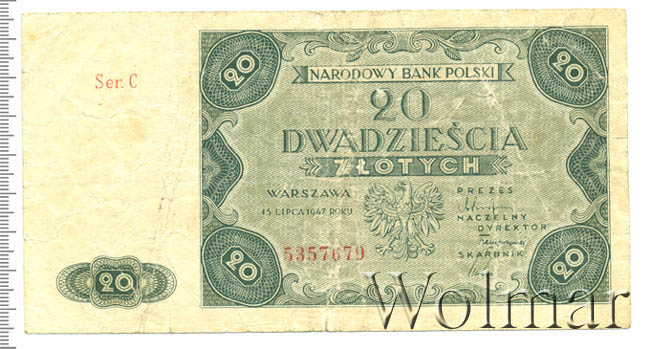 20
20
NARODOWY BANK POLSKI
Ser. C
20
DWADZIEŚCIA
ZŁOTYCH
WARSZAWA
15 LIPCA 1947 ROKU
PREZES
NACZELNY
DYREKTOR
SKARBNIK
5357679
20
20
20
Wolmar